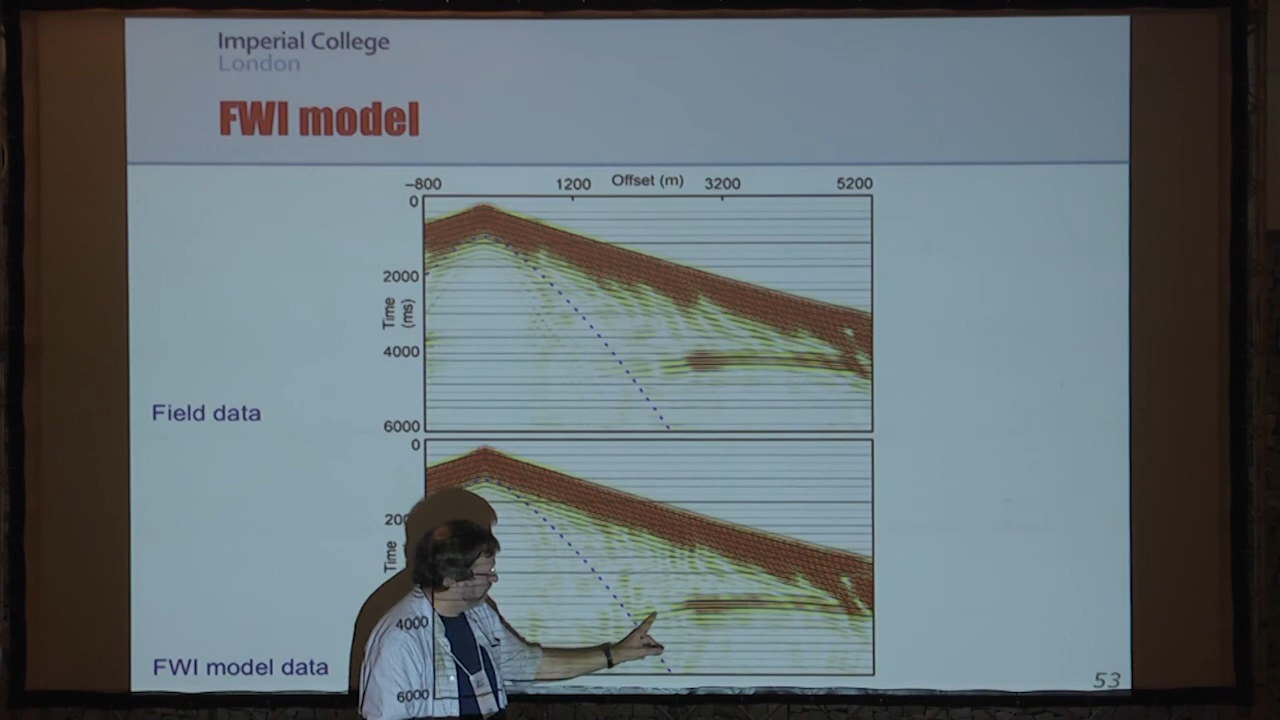 Imperial College
London
FWI model
–800 1200 Offset (m) 3200 5200
0
2000
Time
(ms)
4000
Field data
6000
0
20
Time
4000
FWI model data
6000
53